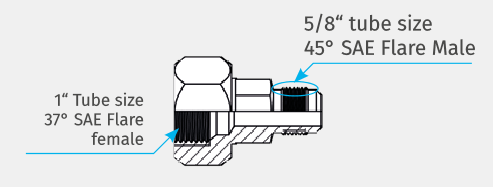 5/8“ tube size
45° SAE Flare Male
1“ Tube size
37° SAE Flare
female